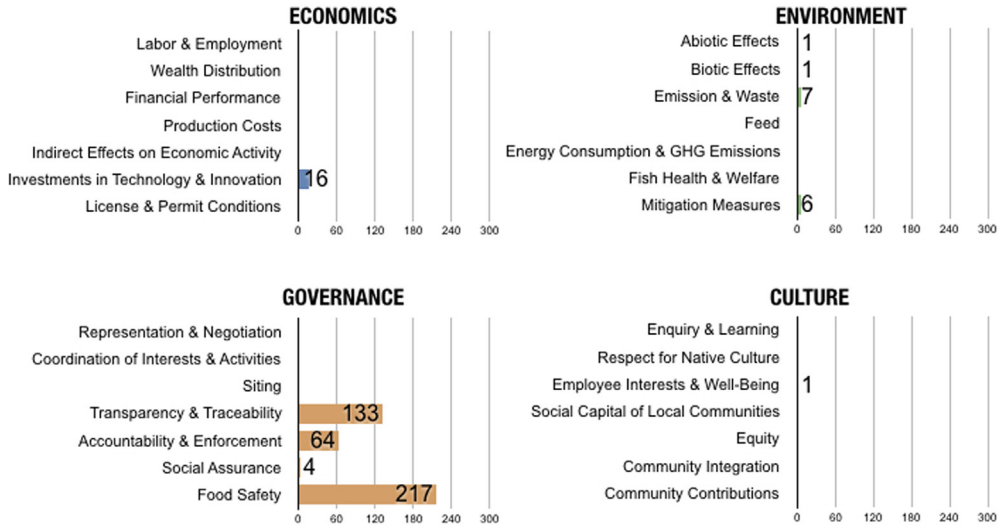 ECONOMICS
Labor & Employment
Wealth Distribution
Financial Performance
Production Costs
Indirect Effects on Economic Activity
Investments in Technology & Innovation 16
License & Permit Conditions
0 60 120 180 240 300
ENVIRONMENT
Abiotic Effects 1
Biotic Effects 1
Emission & Waste 7
Feed
Energy Consumption & GHG Emissions
Fish Health & Welfare
Mitigation Measures 6
0 60 120 180 240 300
GOVERNANCE
Representation & Negotiation
Coordination of Interests & Activities
Siting
Transparency & Traceability 133
Accountability & Enforcement 64
Social Assurance 4
Food Safety 217
0 60 120 180 240 300
CULTURE
Enquiry & Learning
Respect for Native Culture
Employee Interests & Well-Being 1
Social Capital of Local Communities
Equity
Community Integration
Community Contributions
0 60 120 180 240 300